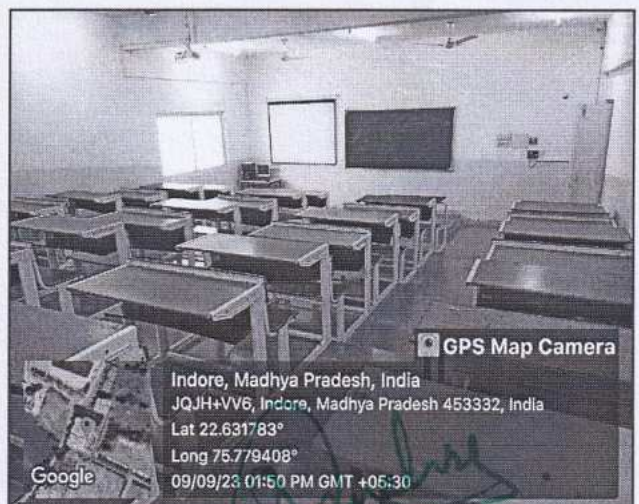 GPS Map Camera
Indore, Madhya Pradesh, India
JQJH+VV6, Indore, Madhya Pradesh 453332, India
Lat 22.631783°
Long 75.779408°
09/09/23 01:50 PM GMT +05:30
Google